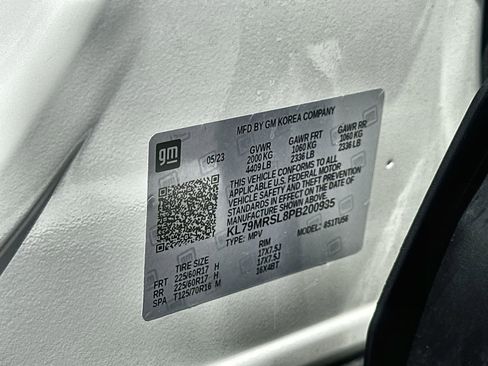 MFD BY GM KOREA COMPANY
gm
05/23
GVWR GAWR FRT GAWR RR
2000 KG 1060 KG 1060 KG
4409 LB 2336 LB 2336 LB
THIS VEHICLE CONFORMS TO ALL
APPLICABLE U.S. FEDERAL MOTOR
VEHICLE SAFETY STANDARDS
IN EFFECT ON THE DATE OF
MANUFACTURE SHOWN ABOVE.
KL79MRSL8PB200935
TYPE: MPV MODEL: 8S1TU56
TIRE SIZE RIM
FRT 225/60R17 H 17X7.5J
RR 225/60R17 H 17X7.5J
SPA T125/70R16 M 16X4BT